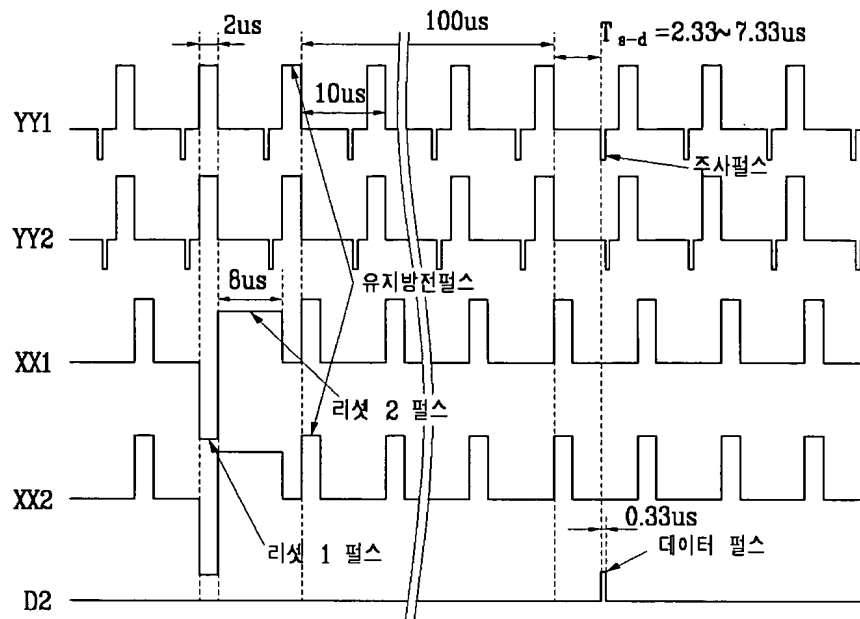 2us
100us
T s-d =2.33~7.33us
10us
YY1
주사펄스
YY2
8us
유지방전펄스
XX1
리셋 2 펄스
XX2
0.33us
리셋 1 펄스
데이터 펄스
D2